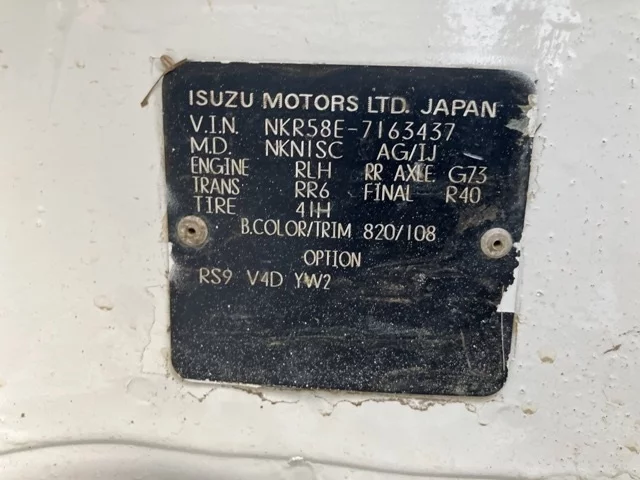 ISUZU MOTORS LTD. JAPAN
V.I.N. NKR58E-7163437
M.D. NKN1SC AG/IJ
ENGINE RLH RR AXLE G73
TRANS RR6 FINAL R40
TIRE 41H
B.COLOR/TRIM 820/108
OPTION
RS9 V4D YW2